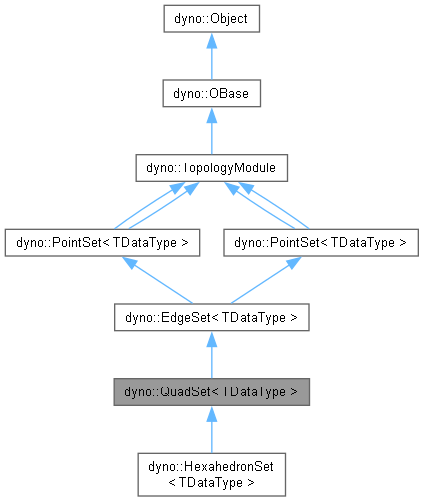 dyno::Object
dyno::OBase
dyno::TopologyModule
dyno::PointSet< TDataType >
dyno::PointSet< TDataType >
dyno::EdgeSet< TDataType >
dyno::QuadSet< TDataType >
dyno::HexahedronSet
< TDataType >